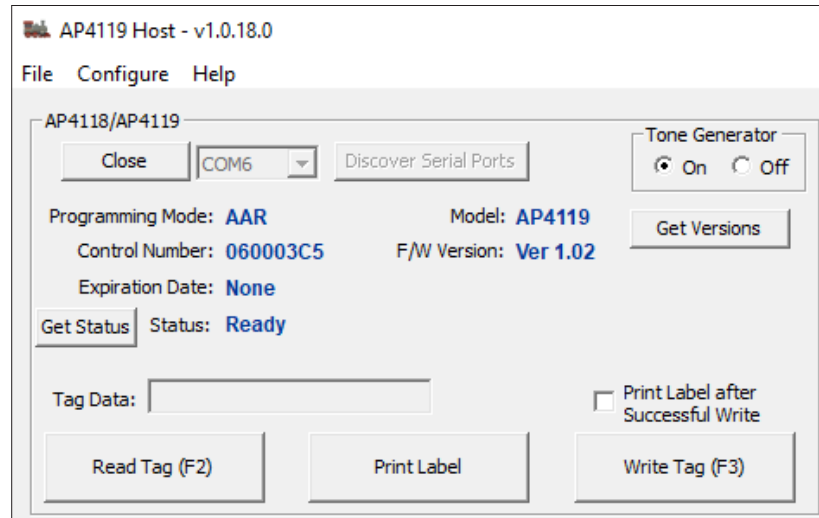 AP4119 Host - v1.0.18.0
File Configure Help
AP4118/AP4119
Close COM6 Discover Serial Ports
Tone Generator
On Off
Programming Mode: AAR Model: AP4119
Get Versions
Control Number: 060003C5 F/W Version: Ver 1.02
Expiration Date: None
Get Status Status: Ready
Tag Data:
Print Label after
Successful Write
Read Tag (F2) Print Label Write Tag (F3)